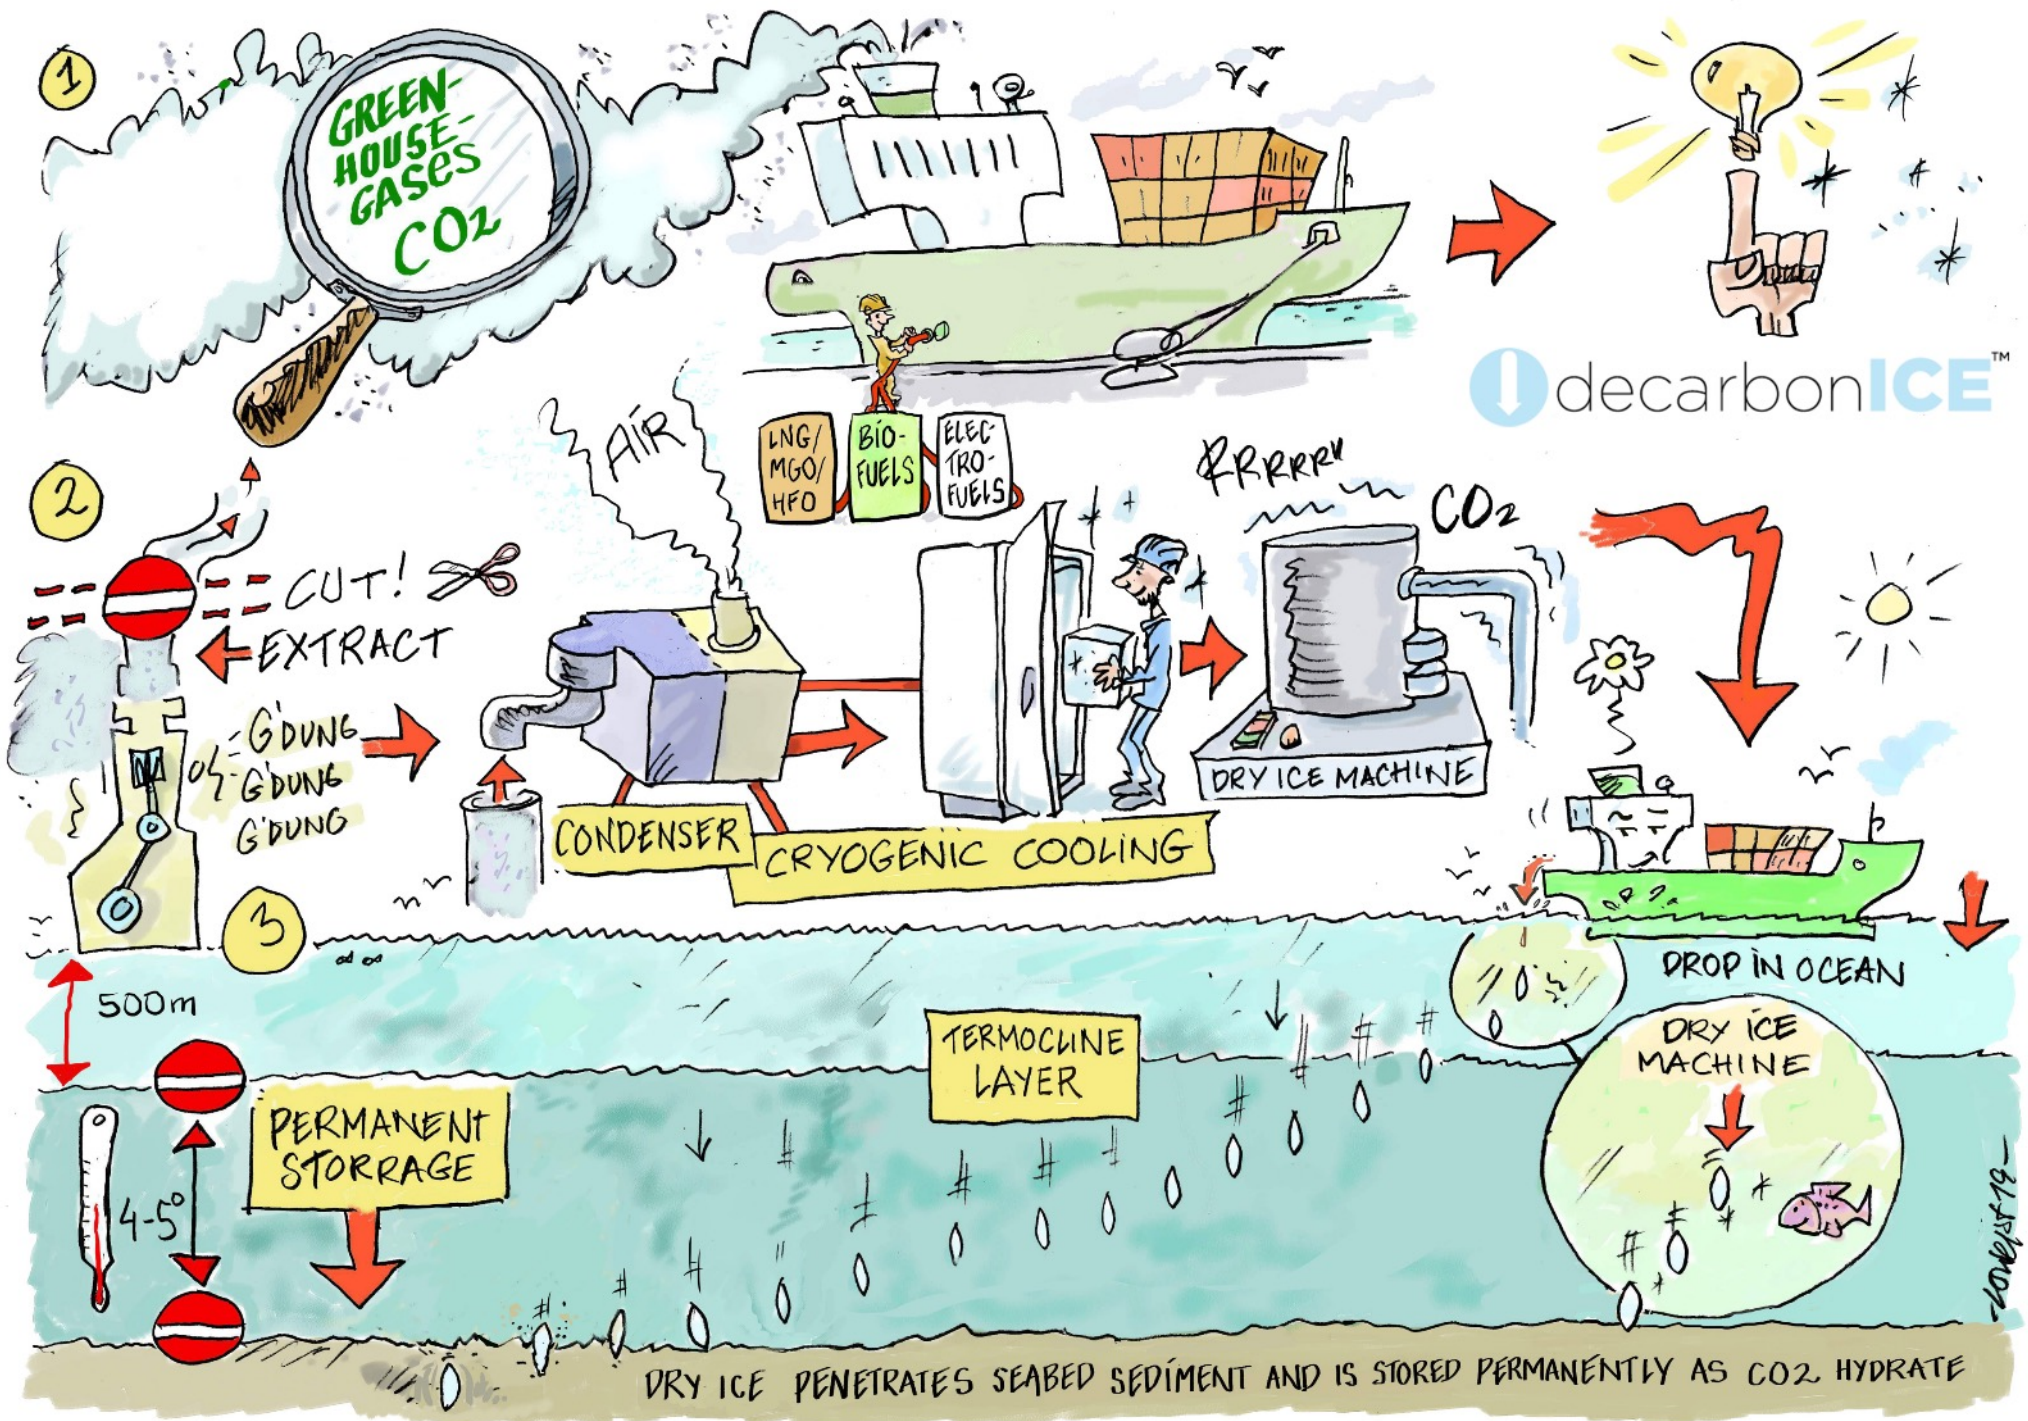 1
GREEN-
HOUSE-
GASES
CO2
decarbonICE™
LNG/
MGO/
HFO
BIO-
FUELS
ELEC-
TRO-
FUELS
2
CUT!
EXTRACT
G'DUNG
G'DUNG
G'DUNG
AIR
CONDENSER
CRYOGENIC COOLING
RRRRRR
CO2
DRY ICE MACHINE
3
500m
DROP IN OCEAN
DRY ICE
MACHINE
TERMOCLINE
LAYER
PERMANENT
STORRAGE
4-5°
DRY ICE PENETRATES SEABED SEDIMENT AND IS STORED PERMANENTLY AS CO2 HYDRATE